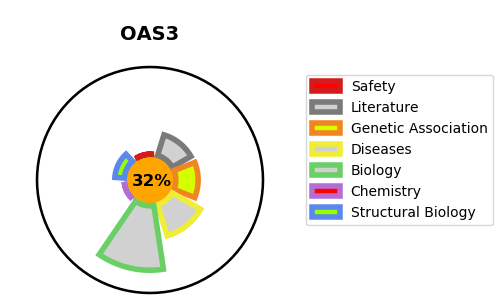 OAS3
32%
Safety
Literature
Genetic Association
Diseases
Biology
Chemistry
Structural Biology